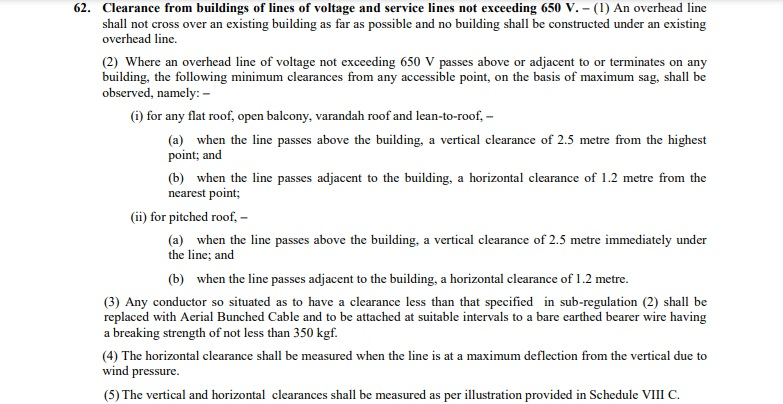 62. Clearance from buildings of lines of voltage and service lines not exceeding 650 V. – (1) An overhead line
shall not cross over an existing building as far as possible and no building shall be constructed under an existing
overhead line.
(2) Where an overhead line of voltage not exceeding 650 V passes above or adjacent to or terminates on any
building, the following minimum clearances from any accessible point, on the basis of maximum sag, shall be
observed, namely: –
(i) for any flat roof, open balcony, varandah roof and lean-to-roof, –
(a) when the line passes above the building, a vertical clearance of 2.5 metre from the highest
point; and
(b) when the line passes adjacent to the building, a horizontal clearance of 1.2 metre from the
nearest point;
(ii) for pitched roof, –
(a) when the line passes above the building, a vertical clearance of 2.5 metre immediately under
the line; and
(b) when the line passes adjacent to the building, a horizontal clearance of 1.2 metre.
(3) Any conductor so situated as to have a clearance less than that specified in sub-regulation (2) shall be
replaced with Aerial Bunched Cable and to be attached at suitable intervals to a bare earthed bearer wire having
a breaking strength of not less than 350 kgf.
(4) The horizontal clearance shall be measured when the line is at a maximum deflection from the vertical due to
wind pressure.
(5) The vertical and horizontal clearances shall be measured as per illustration provided in Schedule VIII C.